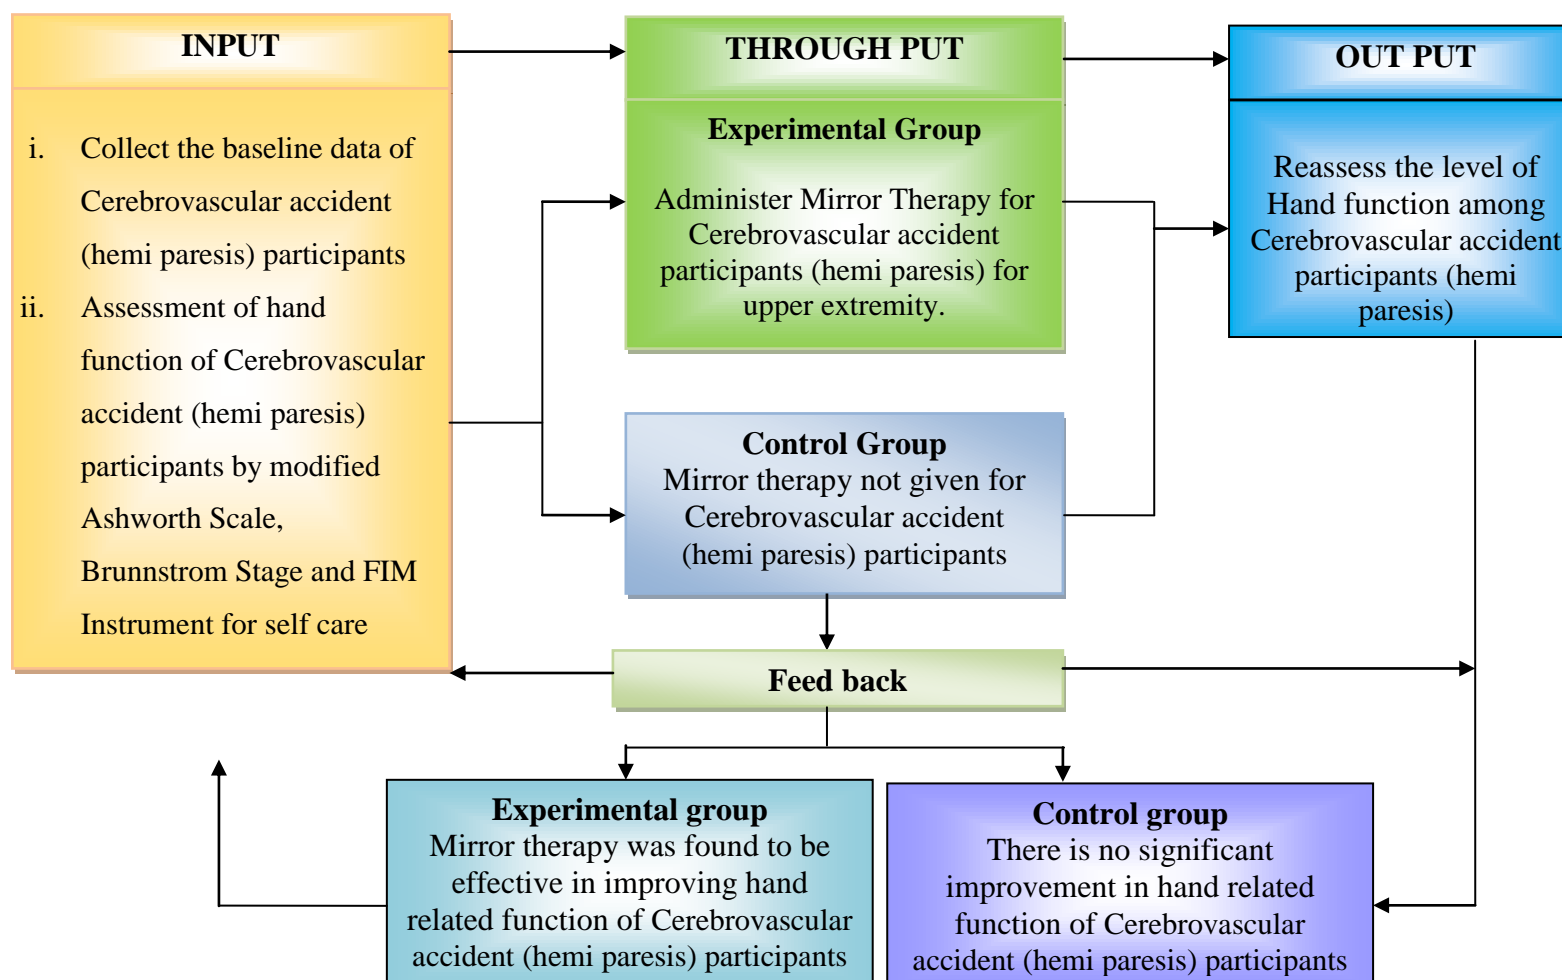 INPUT
i. Collect the baseline data of
Cerebrovascular accident
(hemi paresis) participants
ii. Assessment of hand
function of Cerebrovascular
accident (hemi paresis)
participants by modified
Ashworth Scale,
Brunnstrom Stage and FIM
Instrument for self care
THROUGH PUT
Experimental Group
Administer Mirror Therapy for
Cerebrovascular accident
participants (hemi paresis) for
upper extremity.
Control Group
Mirror therapy not given for
Cerebrovascular accident
(hemi paresis) participants
OUT PUT
Reassess the level of
Hand function among
Cerebrovascular accident
participants (hemi
paresis)
Feed back
Experimental group
Mirror therapy was found to be
effective in improving hand
related function of Cerebrovascular
accident (hemi paresis) participants
Control group
There is no significant
improvement in hand related
function of Cerebrovascular
accident (hemi paresis) participants